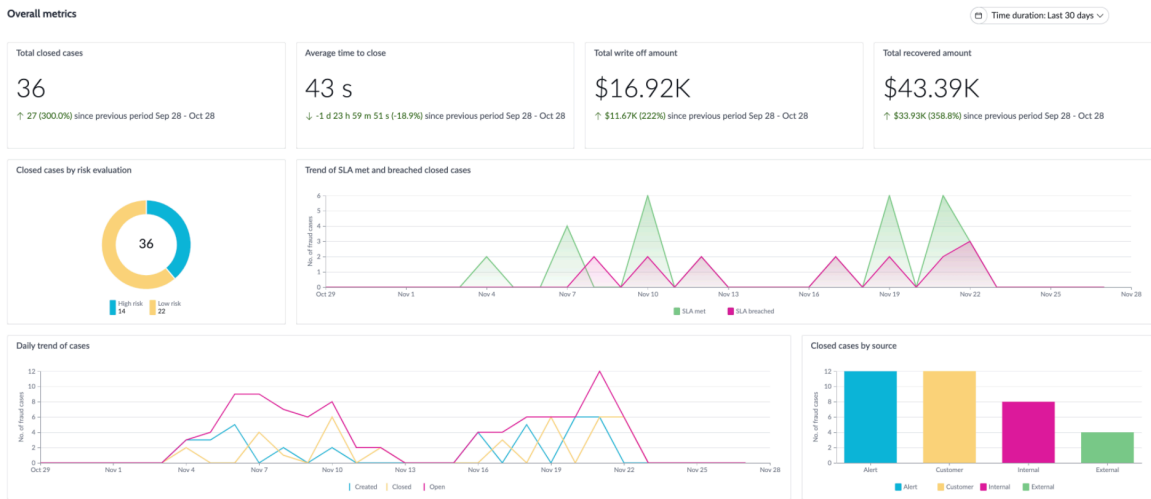 Overall metrics
Time duration: Last 30 days
Total closed cases
36
↑ 27 (300.0%) since previous period Sep 28 - Oct 28
Average time to close
43 s
↓ -1 d 23 h 59 m 51 s (-18.9%) since previous period Sep 28 - Oct 28
Total write off amount
$16.92K
↑ $11.67K (222%) since previous period Sep 28 - Oct 28
Total recovered amount
$43.39K
↑ $33.93K (358.8%) since previous period Sep 28 - Oct 28
Closed cases by risk evaluation
36
High risk
14
Low risk
22
Trend of SLA met and breached closed cases
No. of fraud cases
6
5
4
3
2
1
0
Oct 29 Nov 1 Nov 4 Nov 7 Nov 10 Nov 13 Nov 16 Nov 19 Nov 22 Nov 25 Nov 28
SLA met SLA breached
Daily trend of cases
No. of fraud cases
12
10
8
6
4
2
0
Oct 29 Nov 1 Nov 4 Nov 7 Nov 10 Nov 13 Nov 16 Nov 19 Nov 22 Nov 25 Nov 28
Created Closed Open
Closed cases by source
No. of fraud cases
12
10
8
6
4
2
0
Alert Customer Internal External
Alert Customer Internal External